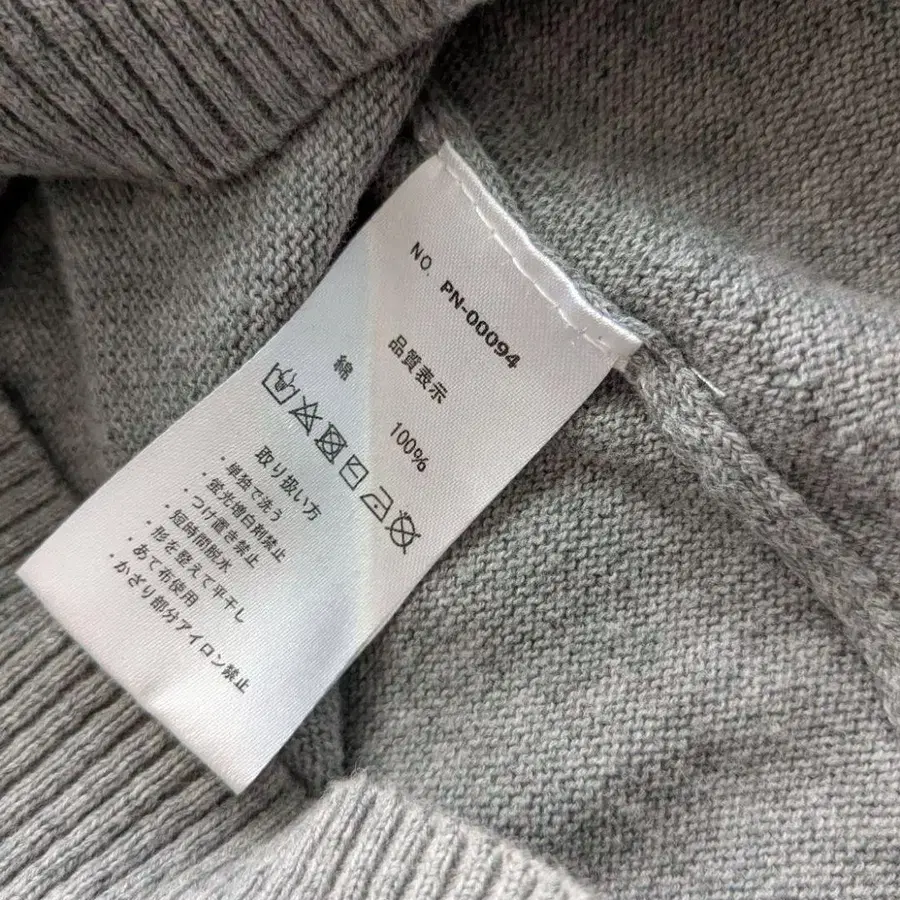 NO. PN-00094
品質表示
綿 100%
取り扱い方
・単独で洗う
・蛍光増白剤禁止
・つけ置き禁止
・短時間脱水
・形を整えて平干し
・あて布使用
・かざり部分アイロン禁止